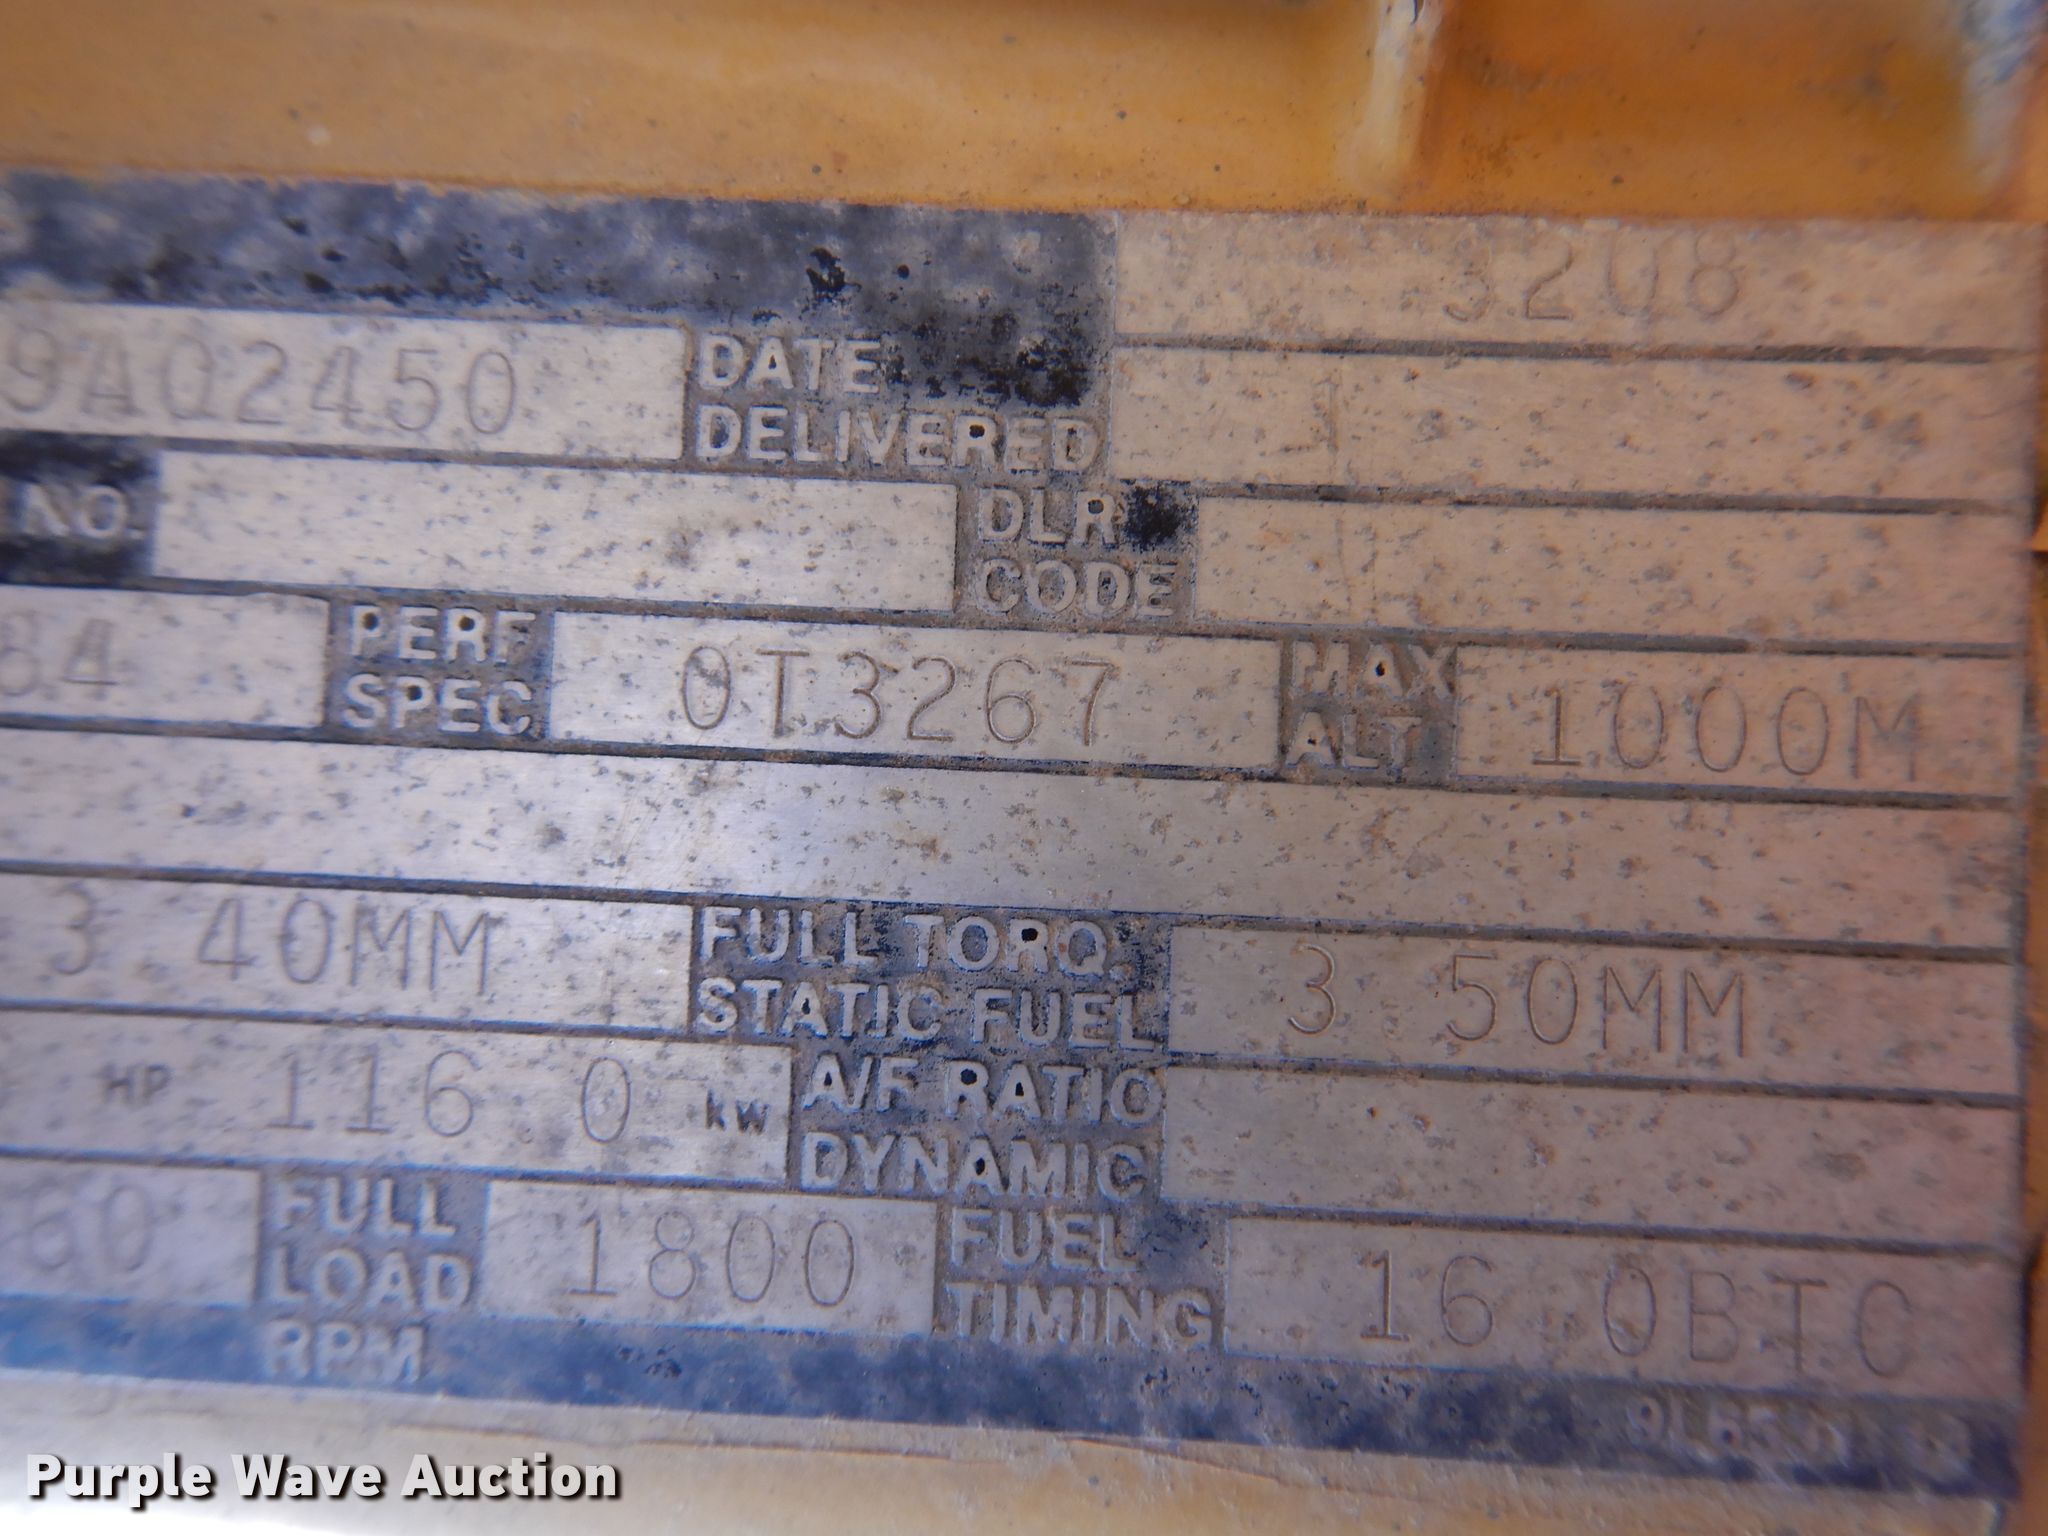 3208
9A02450 DATE DELIVERED
NO. DLR CODE
84 PERF SPEC 0T3267 MAX ALT 1000M
3 40MM FULL TORQ. STATIC FUEL 3 50MM
HP 116 0 kW A/F RATIO DYNAMIC
60 FULL LOAD RPM 1800 FUEL TIMING 16 0BTC
Purple Wave Auction